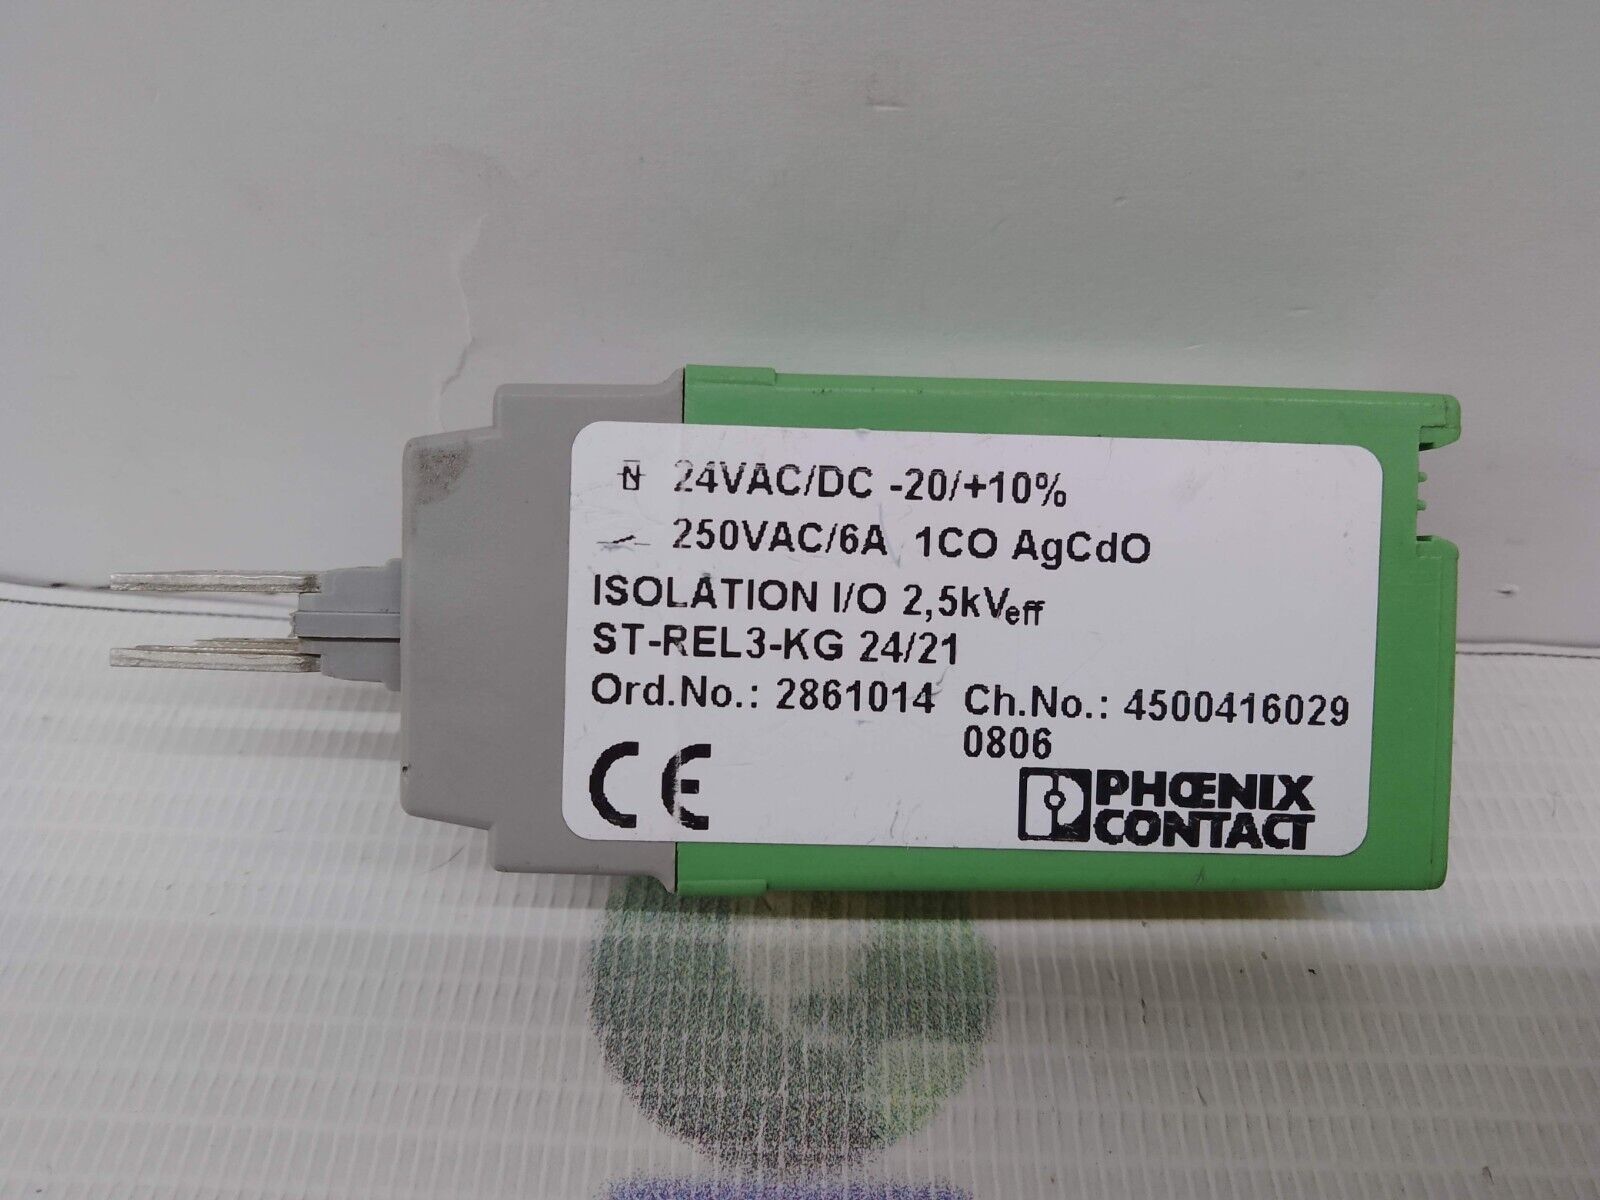 24VAC/DC -20/+10%
250VAC/6A 1CO AgCdO
ISOLATION I/O 2,5kVeff
ST-REL3-KG 24/21
Ord.No.: 2861014 Ch.No.: 4500416029
0806
CE
PHŒNIX
CONTACT